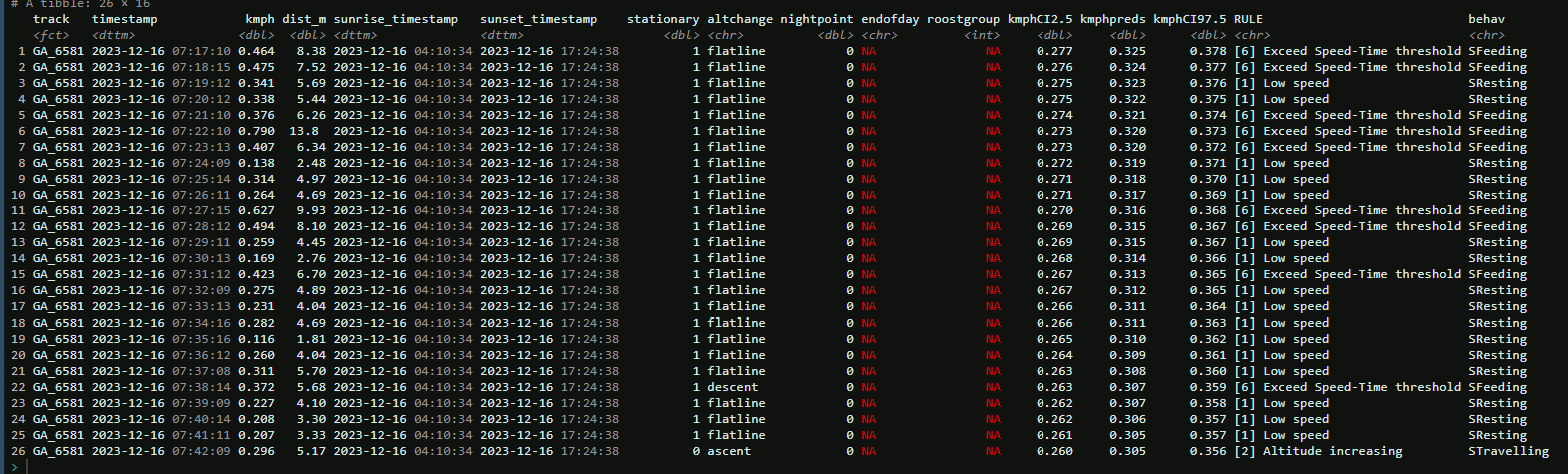 # A tibble: 26 × 16
track timestamp kmph dist_m sunrise_timestamp sunset_timestamp stationary altchange nightpoint endofday roostgroup kmphCI2.5 kmphpreds kmphCI97.5 RULE behav
<fct> <dttm> <dbl> <dbl> <dttm> <dttm> <dbl> <chr> <dbl> <chr> <int> <dbl> <dbl> <dbl> <chr> <chr>
1 GA_6581 2023-12-16 07:17:10 0.464 8.38 2023-12-16 04:10:34 2023-12-16 17:24:38 1 flatline 0 NA NA 0.277 0.325 0.378 [6] Exceed Speed-Time threshold SFeeding
2 GA_6581 2023-12-16 07:18:15 0.475 7.52 2023-12-16 04:10:34 2023-12-16 17:24:38 1 flatline 0 NA NA 0.276 0.324 0.377 [6] Exceed Speed-Time threshold SFeeding
3 GA_6581 2023-12-16 07:19:12 0.341 5.69 2023-12-16 04:10:34 2023-12-16 17:24:38 1 flatline 0 NA NA 0.275 0.323 0.376 [1] Low speed SResting
4 GA_6581 2023-12-16 07:20:12 0.338 5.44 2023-12-16 04:10:34 2023-12-16 17:24:38 1 flatline 0 NA NA 0.275 0.322 0.375 [1] Low speed SResting
5 GA_6581 2023-12-16 07:21:10 0.376 6.26 2023-12-16 04:10:34 2023-12-16 17:24:38 1 flatline 0 NA NA 0.274 0.321 0.374 [6] Exceed Speed-Time threshold SFeeding
6 GA_6581 2023-12-16 07:22:10 0.790 13.8 2023-12-16 04:10:34 2023-12-16 17:24:38 1 flatline 0 NA NA 0.273 0.320 0.373 [6] Exceed Speed-Time threshold SFeeding
7 GA_6581 2023-12-16 07:23:13 0.407 6.34 2023-12-16 04:10:34 2023-12-16 17:24:38 1 flatline 0 NA NA 0.273 0.320 0.372 [6] Exceed Speed-Time threshold SFeeding
8 GA_6581 2023-12-16 07:24:09 0.138 2.48 2023-12-16 04:10:34 2023-12-16 17:24:38 1 flatline 0 NA NA 0.272 0.319 0.371 [1] Low speed SResting
9 GA_6581 2023-12-16 07:25:14 0.314 4.97 2023-12-16 04:10:34 2023-12-16 17:24:38 1 flatline 0 NA NA 0.271 0.318 0.370 [1] Low speed SResting
10 GA_6581 2023-12-16 07:26:11 0.264 4.69 2023-12-16 04:10:34 2023-12-16 17:24:38 1 flatline 0 NA NA 0.271 0.317 0.369 [1] Low speed SResting
11 GA_6581 2023-12-16 07:27:15 0.627 9.93 2023-12-16 04:10:34 2023-12-16 17:24:38 1 flatline 0 NA NA 0.270 0.316 0.368 [6] Exceed Speed-Time threshold SFeeding
12 GA_6581 2023-12-16 07:28:12 0.494 8.10 2023-12-16 04:10:34 2023-12-16 17:24:38 1 flatline 0 NA NA 0.269 0.315 0.367 [6] Exceed Speed-Time threshold SFeeding
13 GA_6581 2023-12-16 07:29:11 0.259 4.45 2023-12-16 04:10:34 2023-12-16 17:24:38 1 flatline 0 NA NA 0.269 0.315 0.367 [1] Low speed SResting
14 GA_6581 2023-12-16 07:30:13 0.169 2.76 2023-12-16 04:10:34 2023-12-16 17:24:38 1 flatline 0 NA NA 0.268 0.314 0.366 [1] Low speed SResting
15 GA_6581 2023-12-16 07:31:12 0.423 6.70 2023-12-16 04:10:34 2023-12-16 17:24:38 1 flatline 0 NA NA 0.267 0.313 0.365 [6] Exceed Speed-Time threshold SFeeding
16 GA_6581 2023-12-16 07:32:09 0.275 4.89 2023-12-16 04:10:34 2023-12-16 17:24:38 1 flatline 0 NA NA 0.267 0.312 0.365 [1] Low speed SResting
17 GA_6581 2023-12-16 07:33:13 0.231 4.04 2023-12-16 04:10:34 2023-12-16 17:24:38 1 flatline 0 NA NA 0.266 0.311 0.364 [1] Low speed SResting
18 GA_6581 2023-12-16 07:34:16 0.282 4.69 2023-12-16 04:10:34 2023-12-16 17:24:38 1 flatline 0 NA NA 0.266 0.311 0.363 [1] Low speed SResting
19 GA_6581 2023-12-16 07:35:16 0.116 1.81 2023-12-16 04:10:34 2023-12-16 17:24:38 1 flatline 0 NA NA 0.265 0.310 0.362 [1] Low speed SResting
20 GA_6581 2023-12-16 07:36:12 0.260 4.04 2023-12-16 04:10:34 2023-12-16 17:24:38 1 flatline 0 NA NA 0.264 0.309 0.361 [1] Low speed SResting
21 GA_6581 2023-12-16 07:37:08 0.311 5.70 2023-12-16 04:10:34 2023-12-16 17:24:38 1 flatline 0 NA NA 0.263 0.308 0.360 [1] Low speed SResting
22 GA_6581 2023-12-16 07:38:14 0.372 5.68 2023-12-16 04:10:34 2023-12-16 17:24:38 1 descent 0 NA NA 0.263 0.307 0.359 [6] Exceed Speed-Time threshold SFeeding
23 GA_6581 2023-12-16 07:39:09 0.227 4.10 2023-12-16 04:10:34 2023-12-16 17:24:38 1 flatline 0 NA NA 0.262 0.307 0.358 [1] Low speed SResting
24 GA_6581 2023-12-16 07:40:14 0.208 3.30 2023-12-16 04:10:34 2023-12-16 17:24:38 1 flatline 0 NA NA 0.262 0.306 0.357 [1] Low speed SResting
25 GA_6581 2023-12-16 07:41:11 0.207 3.33 2023-12-16 04:10:34 2023-12-16 17:24:38 1 flatline 0 NA NA 0.261 0.305 0.357 [1] Low speed SResting
26 GA_6581 2023-12-16 07:42:09 0.296 5.17 2023-12-16 04:10:34 2023-12-16 17:24:38 0 ascent 0 NA NA 0.260 0.305 0.356 [2] Altitude increasing STravelling
>